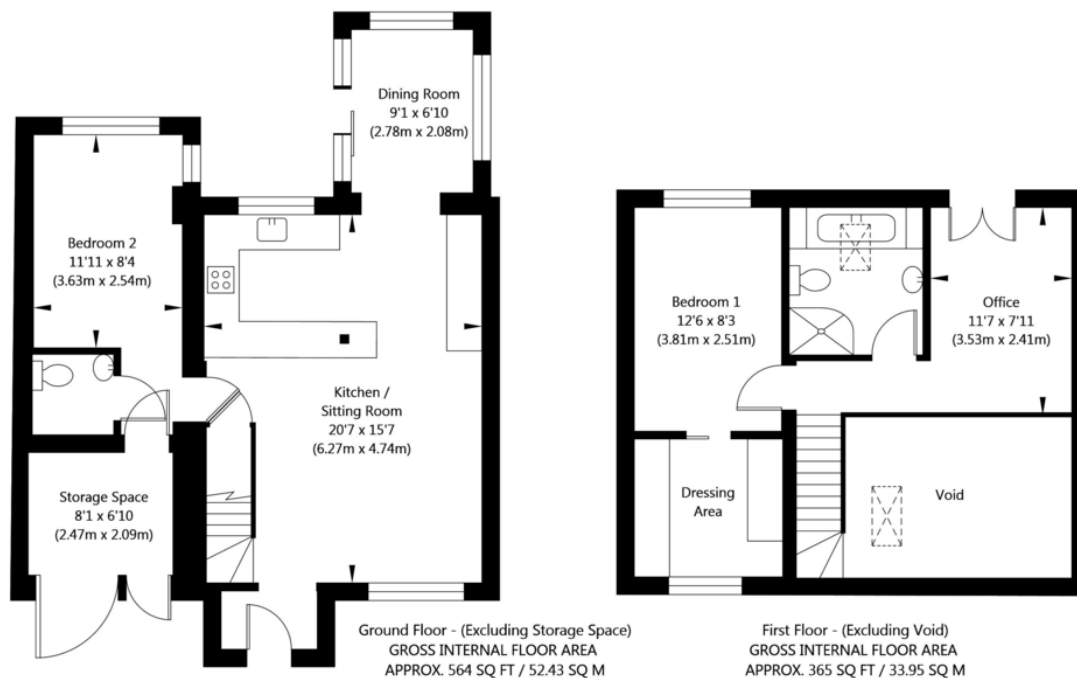 Dining Room
9'1 x 6'10
(2.78m x 2.08m)
Bedroom 2
11'11 x 8'4
(3.63m x 2.54m)
Kitchen /
Sitting Room
20'7 x 15'7
(6.27m x 4.74m)
Storage Space
8'1 x 6'10
(2.47m x 2.09m)
Ground Floor - (Excluding Storage Space)
GROSS INTERNAL FLOOR AREA
APPROX. 564 SQ FT / 52.43 SQ M
Bedroom 1
12'6 x 8'3
(3.81m x 2.51m)
Office
11'7 x 7'11
(3.53m x 2.41m)
Dressing
Area
Void
First Floor - (Excluding Void)
GROSS INTERNAL FLOOR AREA
APPROX. 365 SQ FT / 33.95 SQ M